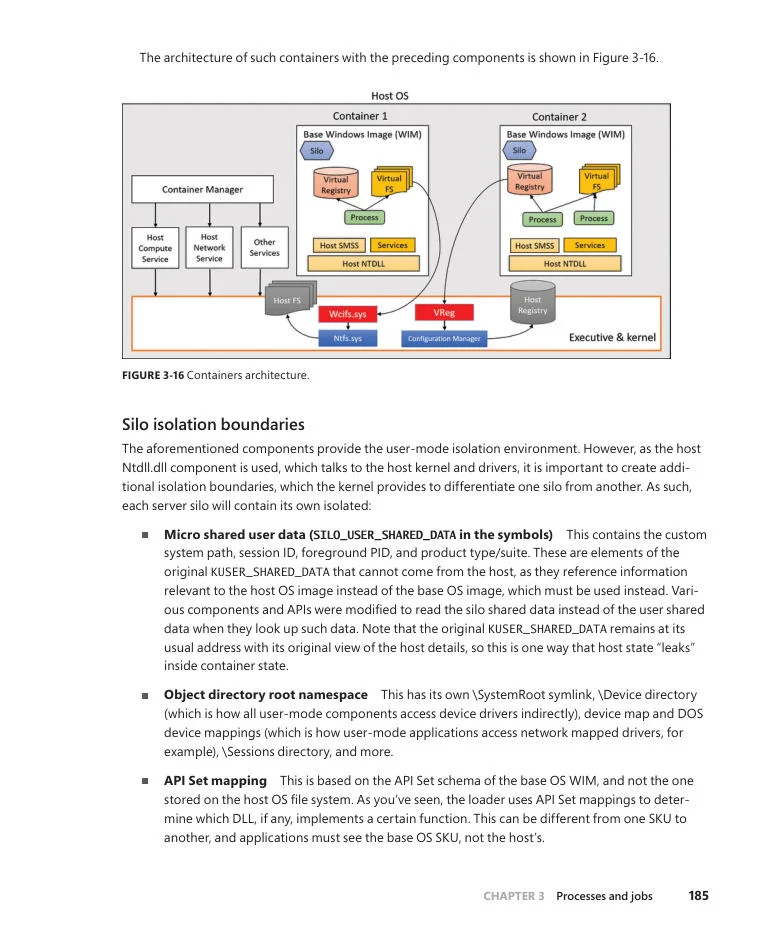 The architecture of such containers with the preceding components is shown in Figure 3-16.
Host OS
Container 1
Container 2
Base Windows Image (WIM)
Base Windows Image (WIM)
Silo
Silo
Virtual
Registry
Virtual
FS
Virtual
Registry
Virtual
FS
Container Manager
Process
Process
Process
Host
Compute
Service
Host
Network
Service
Other
Services
Host SMSS
Services
Host SMSS
Services
Host NTDLL
Host NTDLL
Host FS
Wcifs.sys
VReg
Host
Registry
Ntfs.sys
Configuration Manager
Executive & kernel
FIGURE 3-16 Containers architecture.
Silo isolation boundaries
The aforementioned components provide the user-mode isolation environment. However, as the host
Ntdll.dll component is used, which talks to the host kernel and drivers, it is important to create addi-
tional isolation boundaries, which the kernel provides to differentiate one silo from another. As such,
each server silo will contain its own isolated:
■ Micro shared user data (SILO_USER_SHARED_DATA in the symbols) This contains the custom
system path, session ID, foreground PID, and product type/suite. These are elements of the
original KUSER_SHARED_DATA that cannot come from the host, as they reference information
relevant to the host OS image instead of the base OS image, which must be used instead. Vari-
ous components and APIs were modified to read the silo shared data instead of the user shared
data when they look up such data. Note that the original KUSER_SHARED_DATA remains at its
usual address with its original view of the host details, so this is one way that host state “leaks”
inside container state.
■ Object directory root namespace This has its own \SystemRoot symlink, \Device directory
(which is how all user-mode components access device drivers indirectly), device map and DOS
device mappings (which is how user-mode applications access network mapped drivers, for
example), \Sessions directory, and more.
■ API Set mapping This is based on the API Set schema of the base OS WIM, and not the one
stored on the host OS file system. As you’ve seen, the loader uses API Set mappings to deter-
mine which DLL, if any, implements a certain function. This can be different from one SKU to
another, and applications must see the base OS SKU, not the host’s.
CHAPTER 3 Processes and jobs 185